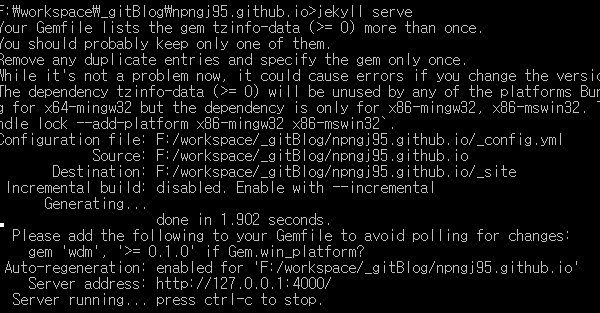 F:₩workspace₩_gitBlog₩npngj95.github.io>jekyll serve
Your Gemfile lists the gem tzinfo-data (>= 0) more than once.
You should probably keep only one of them.
Remove any duplicate entries and specify the gem only once.
While it's not a problem now, it could cause errors if you change the versio
The dependency tzinfo-data (>= 0) will be unused by any of the platforms Bun
g for x64-mingw32 but the dependency is only for x86-mingw32, x86-mswin32. T
ndle lock --add-platform x86-mingw32 x86-mswin32`.
Configuration file: F:/workspace/_gitBlog/npngj95.github.io/_config.yml
Source: F:/workspace/_gitBlog/npngj95.github.io
Destination: F:/workspace/_gitBlog/npngj95.github.io/_site
Incremental build: disabled. Enable with --incremental
Generating...
done in 1.902 seconds.
Please add the following to your Gemfile to avoid polling for changes:
gem 'wdm', '>= 0.1.0' if Gem.win_platform?
Auto-regeneration: enabled for 'F:/workspace/_gitBlog/npngj95.github.io'
Server address: http://127.0.0.1:4000/
Server running... press ctrl-c to stop.